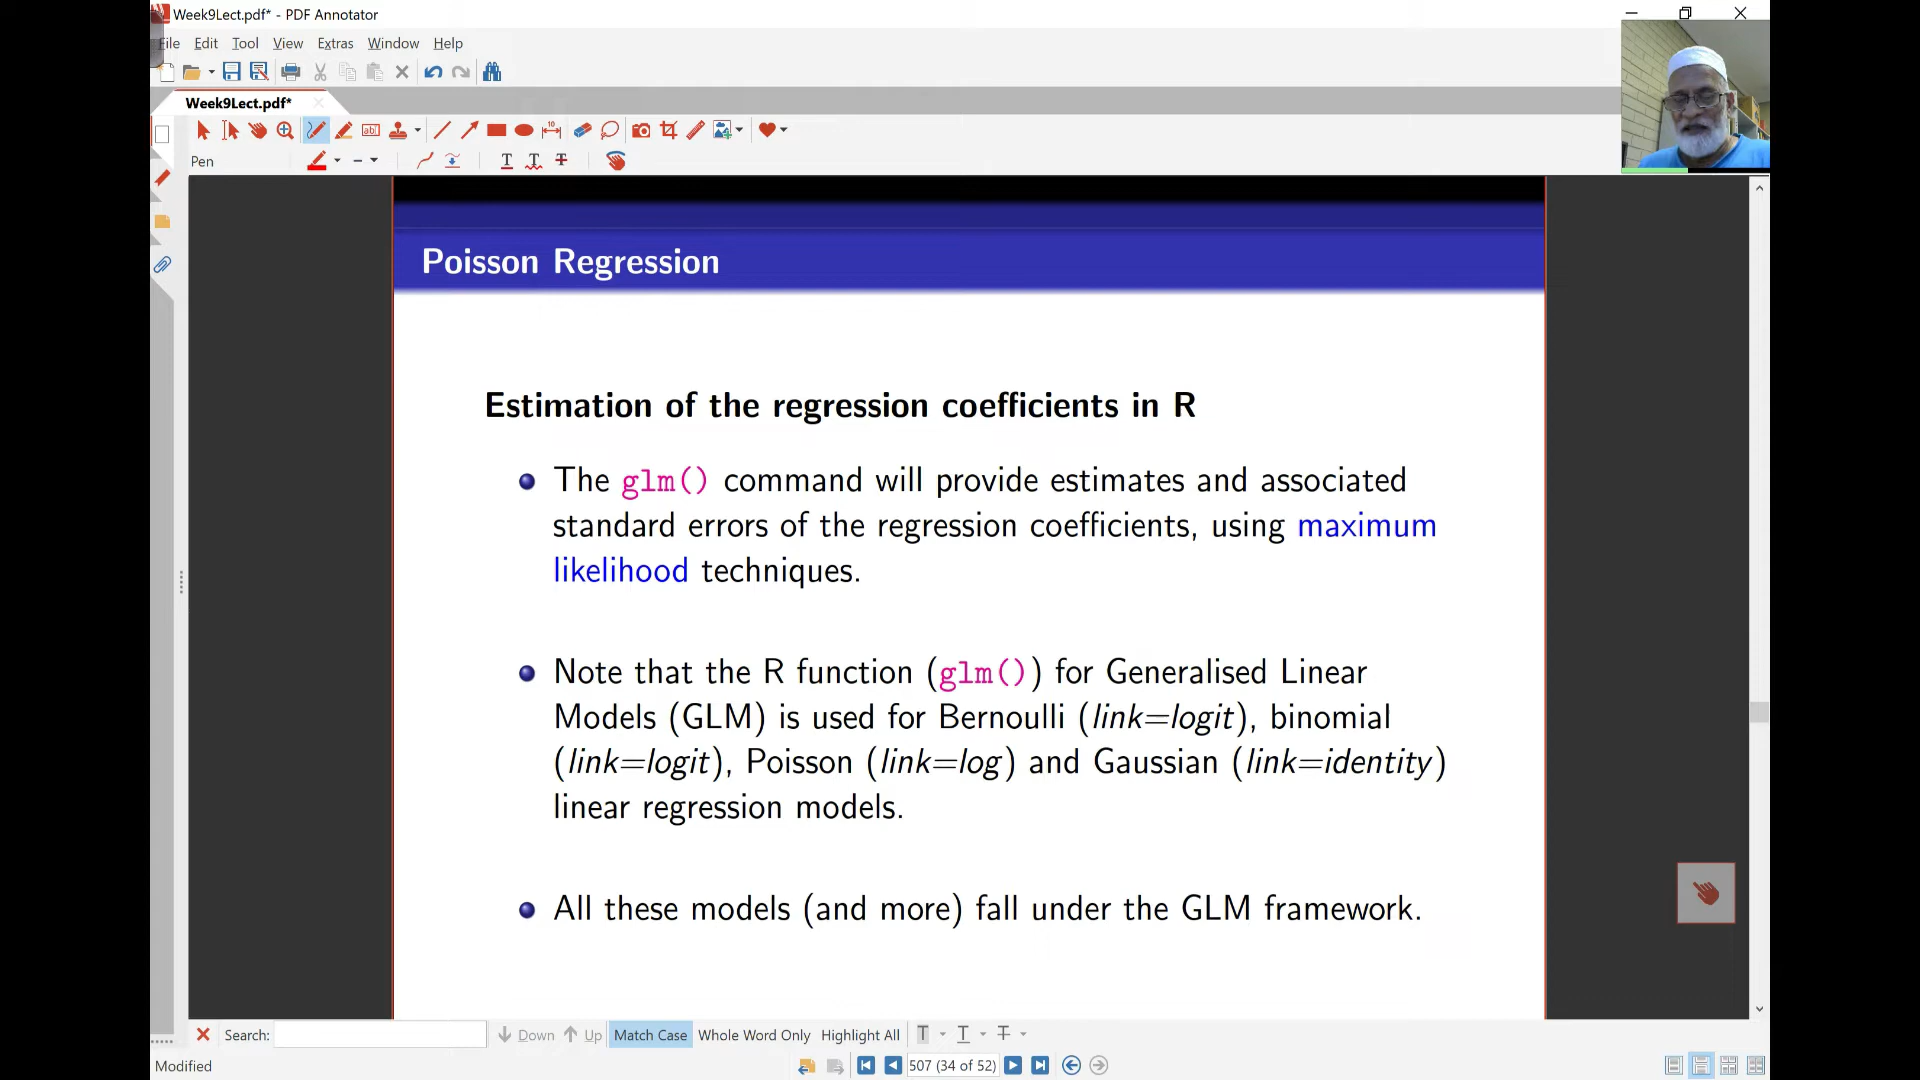 Week9Lect.pdf* - PDF Annotator
File Edit Tool View Extras Window Help
Week9Lect.pdf*
Pen
Poisson Regression
Estimation of the regression coefficients in R
The glm() command will provide estimates and associated
standard errors of the regression coefficients, using maximum
likelihood techniques.
Note that the R function (glm()) for Generalised Linear
Models (GLM) is used for Bernoulli (link=logit), binomial
(link=logit), Poisson (link=log) and Gaussian (link=identity)
linear regression models.
All these models (and more) fall under the GLM framework.
Search: Down Up Match Case Whole Word Only Highlight All
Modified 507 (34 of 52)